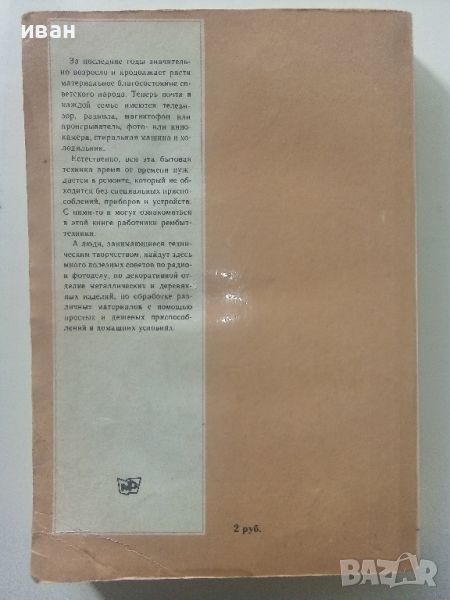 иван
За последние годы значитель-
но возросло и продолжает расти
материальное благосостояние со-
ветского народа. Теперь почти в
каждой семье имеются телеви-
зор, радиола, магнитофон или
проигрыватель, фото- или кино-
камера, стиральная машина и хо-
лодильник.
Естественно, вся эта бытовая
техника время от времени нуж-
дается в ремонте, который не об-
ходится без специальных приспо-
соблений, приборов и устройств.
С ними-то и могут ознакомиться
в этой книге работники рембыт-
техники.
А люди, занимающиеся техни-
ческим творчеством, найдут здесь
много полезных советов по радио-
и фотоделу, по декоративной от-
делке металлических и деревян-
ных изделий, по обработке раз-
личных материалов с помощью
простых и дешевых приспособ-
лений в домашних условиях.
2 руб.
BAZAR